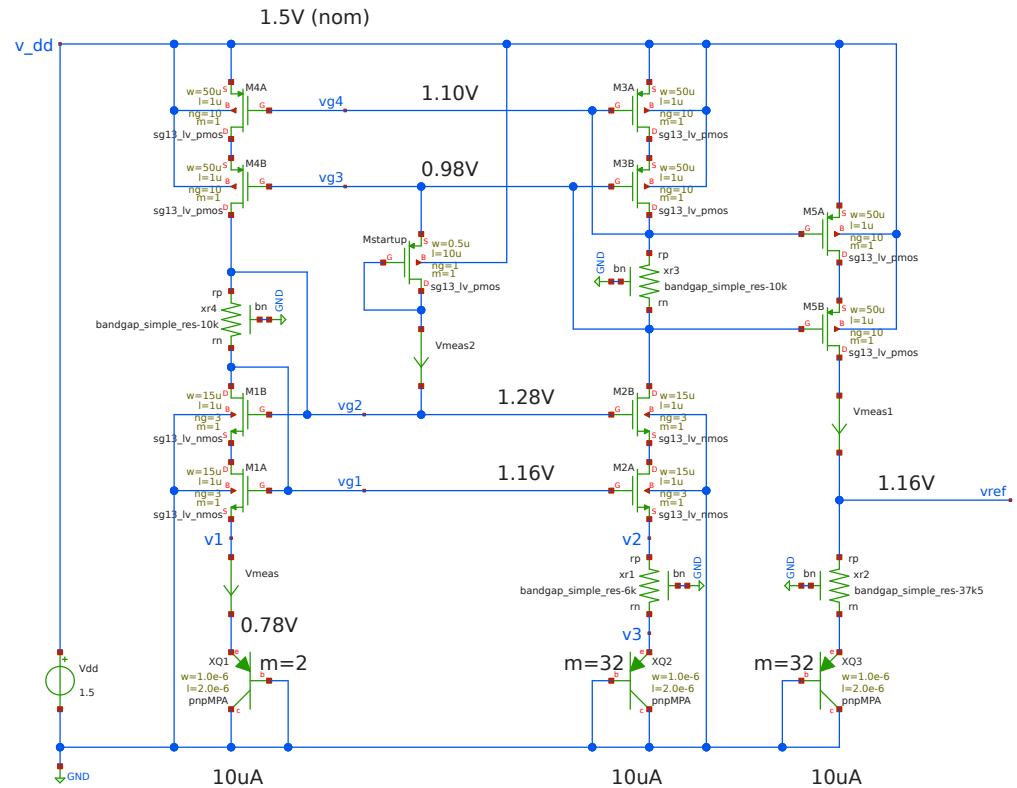 1.5V (nom)
v_dd
M4A
w=50u
l=1u
ng=10
m=1
sg13_lv_pmos
S
B
G
D
vg4
1.10V
M3A
w=50u
l=1u
ng=10
m=1
sg13_lv_pmos
S
B
G
D
M4B
w=50u
l=1u
ng=10
m=1
sg13_lv_pmos
S
B
G
D
vg3
0.98V
M3B
w=50u
l=1u
ng=10
m=1
sg13_lv_pmos
S
B
G
D
Mstartup
w=0.5u
l=10u
ng=1
m=1
sg13_lv_pmos
S
B
G
D
M5A
w=50u
l=1u
ng=10
m=1
sg13_lv_pmos
S
B
G
D
rp
xr4
bandgap_simple_res-10k
rn
bn
GND
GND
bn
rp
xr3
bandgap_simple_res-10k
rn
M5B
w=50u
l=1u
ng=10
m=1
sg13_lv_pmos
S
B
G
D
Vmeas2
M1B
w=15u
l=1u
ng=3
m=1
sg13_lv_nmos
D
B
G
S
vg2
1.28V
M2B
w=15u
l=1u
ng=3
m=1
sg13_lv_nmos
D
B
G
S
Vmeas1
M1A
w=15u
l=1u
ng=3
m=1
sg13_lv_nmos
D
B
G
S
vg1
1.16V
M2A
w=15u
l=1u
ng=3
m=1
sg13_lv_nmos
D
B
G
S
1.16V
vref
v1
v2
Vmeas
rp
xr1
bandgap_simple_res-6k
rn
bn
GND
GND
bn
rp
xr2
bandgap_simple_res-37k5
rn
0.78V
v3
+
Vdd
1.5
XQ1
w=1.0e-6
l=2.0e-6
pnpMPA
e
b
c
m=2
m=32
XQ2
w=1.0e-6
l=2.0e-6
pnpMPA
e
b
c
m=32
XQ3
w=1.0e-6
l=2.0e-6
pnpMPA
e
b
c
GND
10uA
10uA
10uA